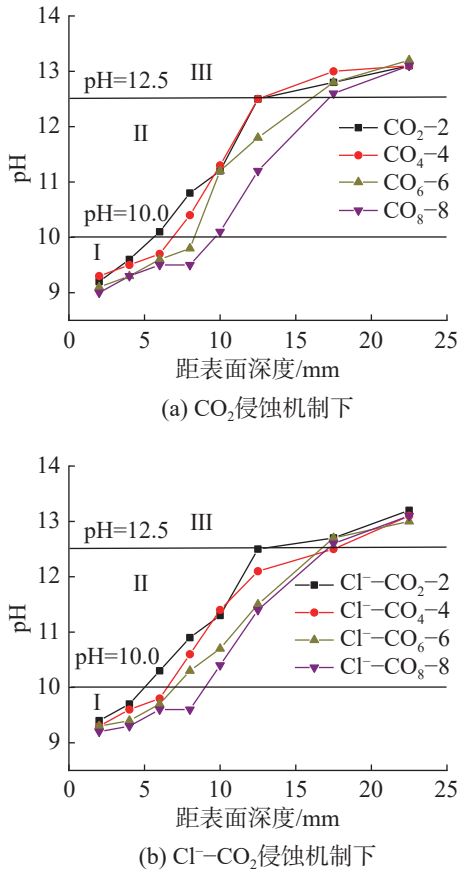 14
13
12
11
10
9
pH
III
pH=12.5
II
pH=10.0
I
CO₂−2
CO₄−4
CO₆−6
CO₈−8
0 5 10 15 20 25
距表面深度/mm
(a) CO₂侵蚀机制下
14
13
12
11
10
9
pH
III
pH=12.5
II
pH=10.0
I
Cl⁻−CO₂−2
Cl⁻−CO₄−4
Cl⁻−CO₆−6
Cl⁻−CO₈−8
0 5 10 15 20 25
距表面深度/mm
(b) Cl⁻−CO₂侵蚀机制下